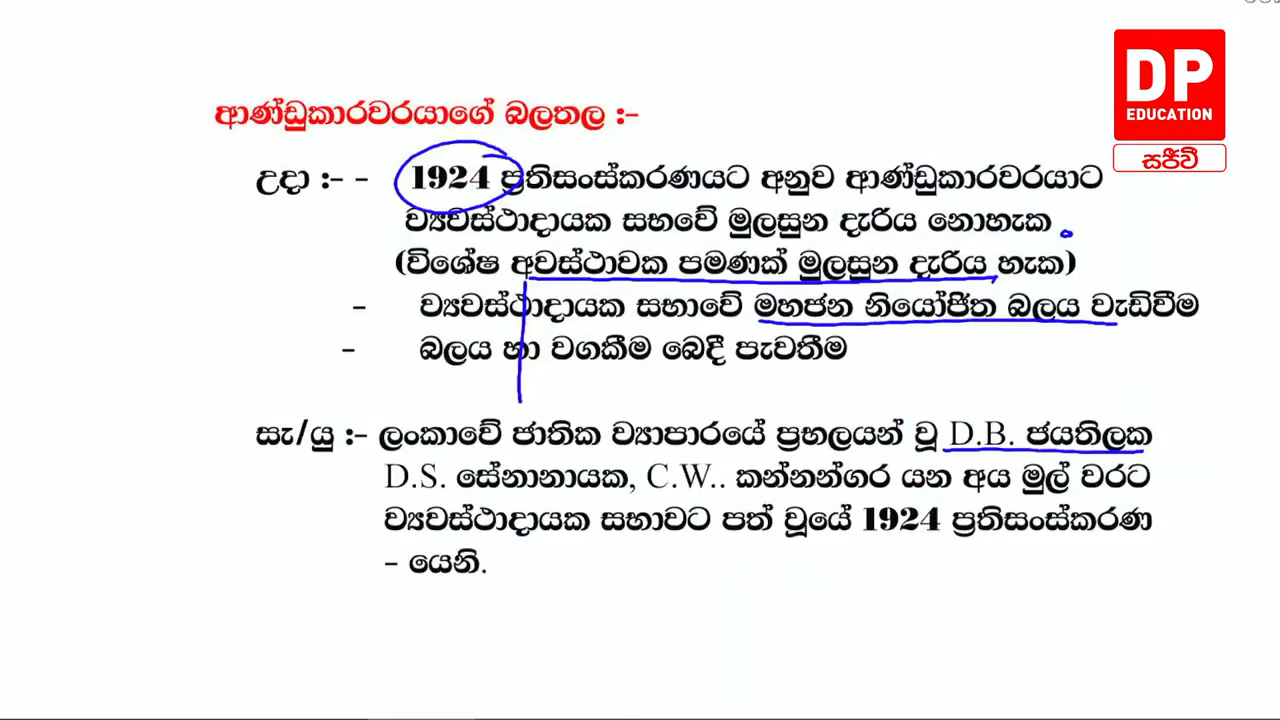 DP
EDUCATION
සජීවී
ආණ්ඩුකාරවරයාගේ බලතල :-
උදා :- - 1924 ප්‍රතිසංස්කරණයට අනුව ආණ්ඩුකාරවරයාට
ව්‍යවස්ථාදායක සභවේ මුලසුන දැරිය නොහැක
(විශේෂ අවස්ථාවක පමණක් මුලසුන දැරිය හැක)
- ව්‍යවස්ථාදායක සභාවේ මහජන නියෝජිත බලය වැඩිවීම
- බලය හා වගකීම බෙදී පැවතීම
සැ/යු :- ලංකාවේ ජාතික ව්‍යාපාරයේ ප්‍රභලයන් වූ D.B. ජයතිලක
D.S. සේනානායක, C.W.. කන්නන්ගර යන අය මුල් වරට
ව්‍යවස්ථාදායක සභාවට පත් වූයේ 1924 ප්‍රතිසංස්කරණ
- යෙනි.